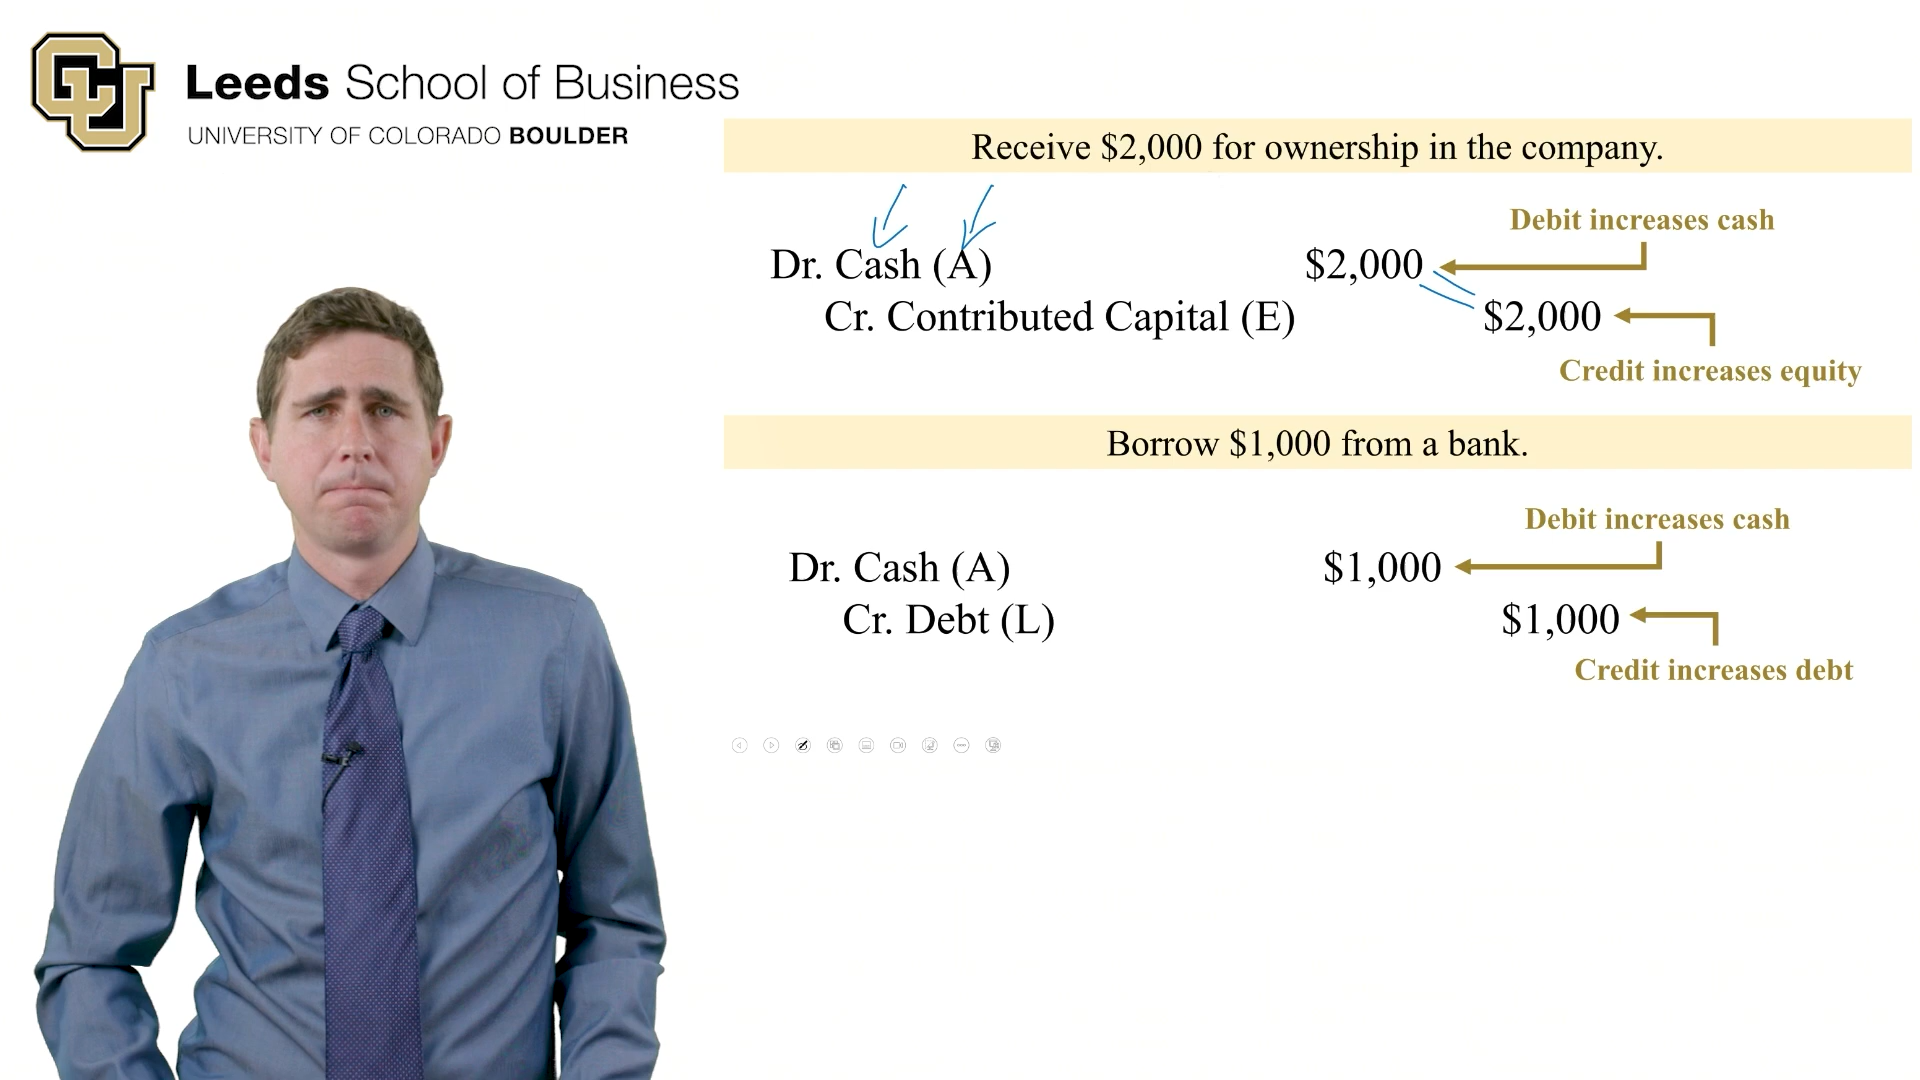 Leeds School of Business
UNIVERSITY OF COLORADO BOULDER
Receive $2,000 for ownership in the company.
Debit increases cash
Dr. Cash (A) $2,000
Cr. Contributed Capital (E) $2,000
Credit increases equity
Borrow $1,000 from a bank.
Debit increases cash
Dr. Cash (A) $1,000
Cr. Debt (L) $1,000
Credit increases debt